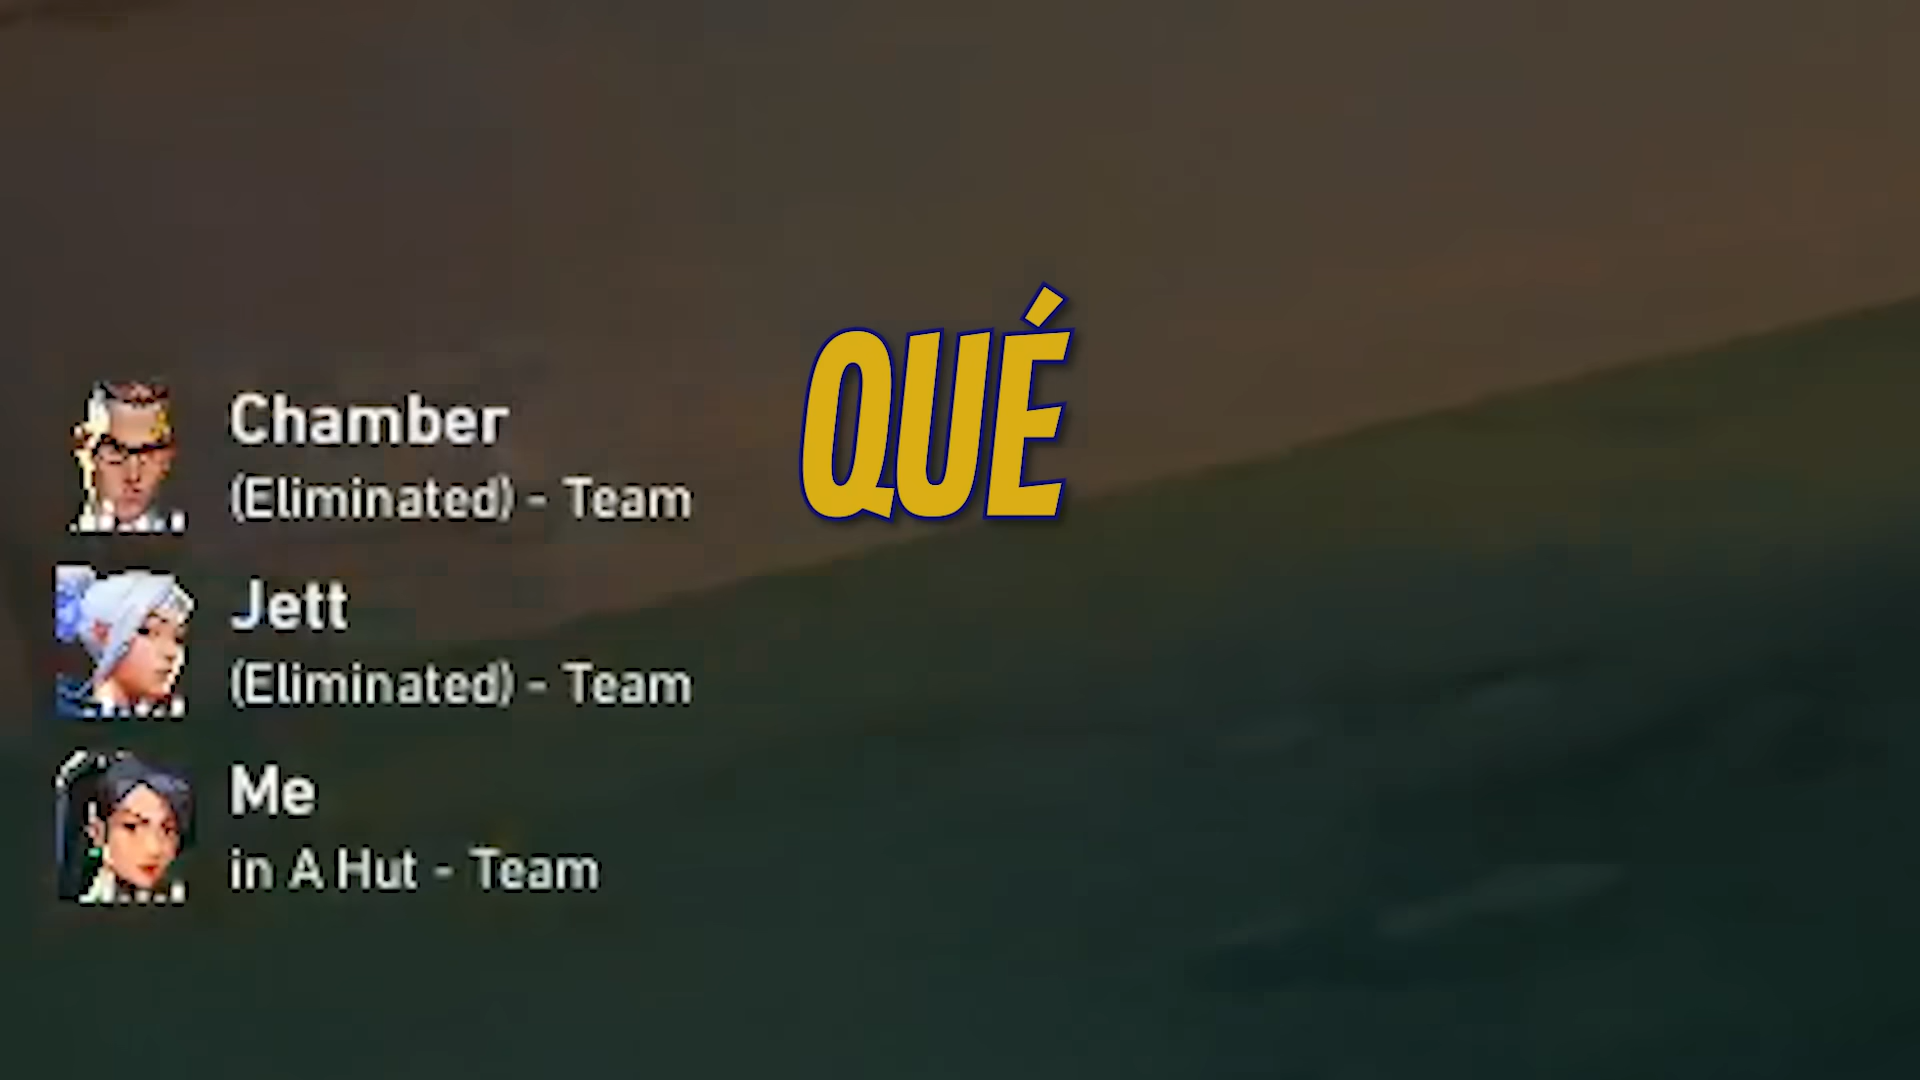 QUÉ
Chamber
(Eliminated) - Team
Jett
(Eliminated) - Team
Me
in A Hut - Team